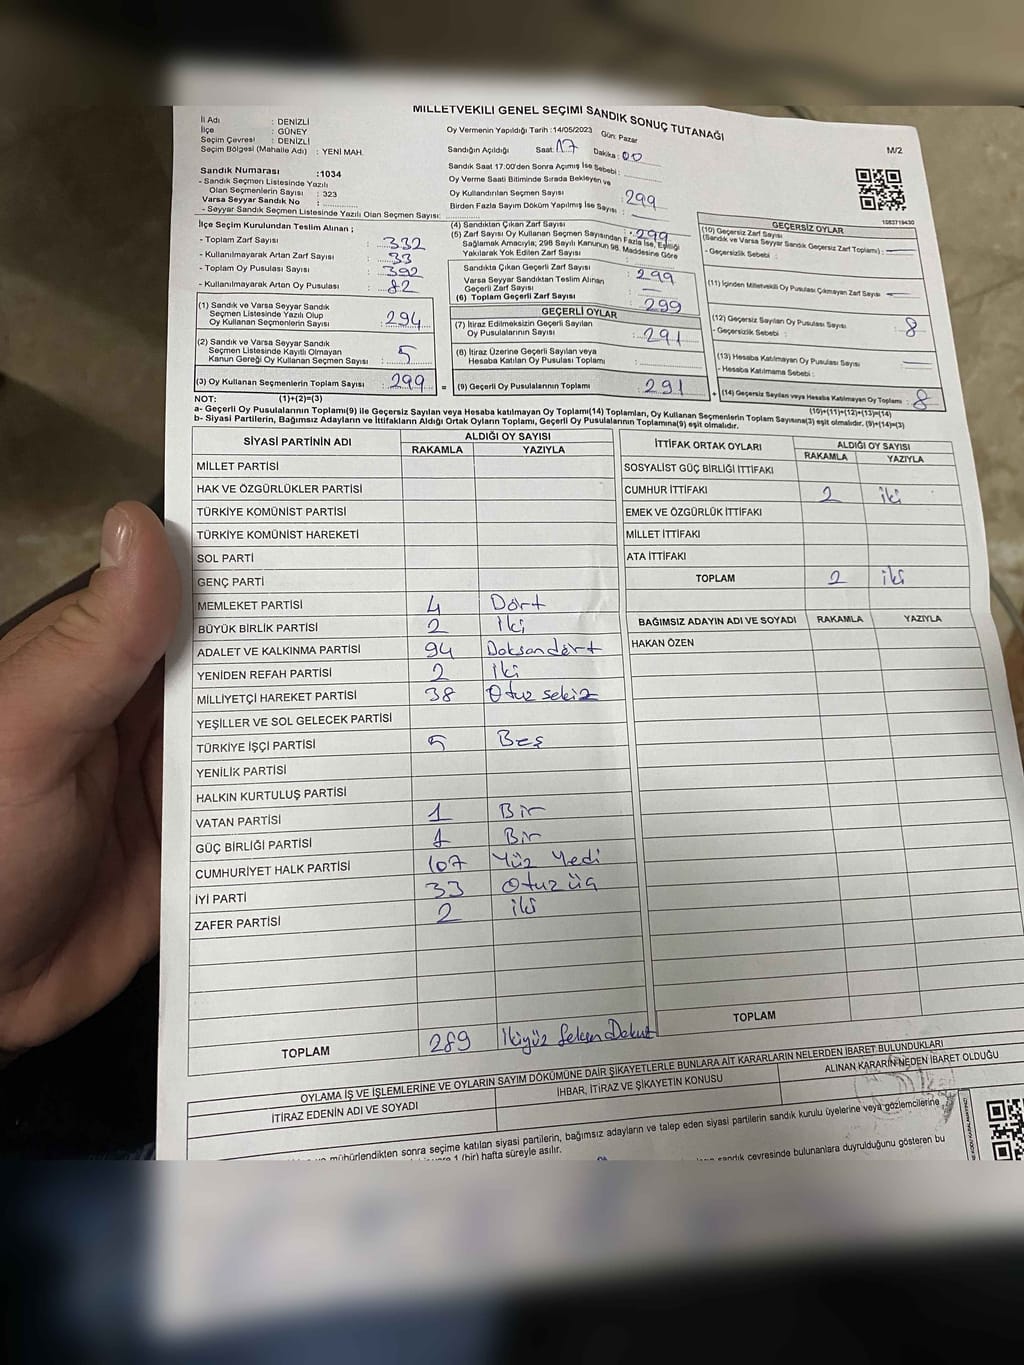 MİLLETVEKİLİ GENEL SEÇİMİ SANDIK SONUÇ TUTANAĞI
M/2
İl Adı : DENİZLİ
İlçe : GÜNEY
Seçim Çevresi : DENİZLİ
Seçim Bölgesi (Mahalle Adı) : YENİ MAH.
Sandık Numarası :1034
- Sandık Seçmen Listesinde Yazılı
Olan Seçmenlerin Sayısı : 323
Varsa Seyyar Sandık No :
- Seyyar Sandık Seçmen Listesinde Yazılı Olan Seçmen Sayısı:
Oy Vermenin Yapıldığı Tarih :14/05/2023 Gün: Pazar
Sandığın Açıldığı Saat: 17 Dakika : 00
Sandık Saat 17:00'den Sonra Açımış İse Sebebi :
Oy Verme Saati Bitiminde Sırada Bekleyen ve
Oy Kullandırılan Seçmen Sayısı : 299
Birden Fazla Sayım Döküm Yapılmış İse Sayısı :
1083719430
İlçe Seçim Kurulundan Teslim Alınan ;
- Toplam Zarf Sayısı : 332
- Kullanılmayarak Artan Zarf Sayısı : 33
- Toplam Oy Pusulası Sayısı : 392
- Kullanılmayarak Artan Oy Pusulası : 82
(1) Sandık ve Varsa Seyyar Sandık
Seçmen Listesinde Yazılı Olup
Oy Kullanan Seçmenlerin Sayısı : 294
(2) Sandık ve Varsa Seyyar Sandık
Seçmen Listesinde Kayıtlı Olmayan
Kanun Gereği Oy Kullanan Seçmen Sayısı : 5
(3) Oy Kullanan Seçmenlerin Toplam Sayısı : 299
(4) Sandıktan Çıkan Zarf Sayısı : 299
(5) Zarf Sayısı Oy Kullanan Seçmen Sayısından Fazla İse, Eşitliği
Sağlamak Amacıyla; 298 Sayılı Kanunun 98. Maddesine Göre
Yakılarak Yok Edilen Zarf Sayısı
Sandıkta Çıkan Geçerli Zarf Sayısı : 299
Varsa Seyyar Sandıktan Teslim Alınan
Geçerli Zarf Sayısı :
(6) Toplam Geçerli Zarf Sayısı : 299
GEÇERLİ OYLAR
(7) İtiraz Edilmeksizin Geçerli Sayılan
Oy Pusulalarının Sayısı : 291
(8) İtiraz Üzerine Geçerli Sayılan veya
Hesaba Katılan Oy Pusulası Toplamı :
= (9) Geçerli Oy Pusulalarının Toplamı : 291
GEÇERSİZ OYLAR
(10) Geçersiz Zarf Sayısı
(Sandık ve Varsa Seyyar Sandık Geçersiz Zarf Toplamı) :
- Geçersizlik Sebebi :
(11) İçinden Milletvekili Oy Pusulası Çıkmayan Zarf Sayısı
(12) Geçersiz Sayılan Oy Pusulası Sayısı : 8
- Geçersizlik Sebebi :
(13) Hesaba Katılmayan Oy Pusulası Sayısı
- Hesaba Katılmama Sebebi :
+ (14) Geçersiz Sayılan veya Hesaba Katılmayan Oy Toplamı : 8
(10)+(11)+(12)+(13)=(14)
NOT: (1)+(2)=(3)
a- Geçerli Oy Pusulalarının Toplamı(9) ile Geçersiz Sayılan veya Hesaba katılmayan Oy Toplamı(14) Toplamları, Oy Kullanan Seçmenlerin Toplam Sayısına(3) eşit olmalıdır. (9)+(14)=(3)
b- Siyasi Partilerin, Bağımsız Adayların ve İttifakların Aldığı Ortak Oyların Toplamı, Geçerli Oy Pusulalarının Toplamına(9) eşit olmalıdır.
SİYASİ PARTİNİN ADI ALDIĞI OY SAYISI
RAKAMLA YAZIYLA
MİLLET PARTİSİ
HAK VE ÖZGÜRLÜKLER PARTİSİ
TÜRKİYE KOMÜNİST PARTİSİ
TÜRKİYE KOMÜNİST HAREKETİ
SOL PARTİ
GENÇ PARTİ
MEMLEKET PARTİSİ 4 Dört
BÜYÜK BİRLİK PARTİSİ 2 İki
ADALET VE KALKINMA PARTİSİ 94 Doksandört
YENİDEN REFAH PARTİSİ 2 İki
MİLLİYETÇİ HAREKET PARTİSİ 38 Otuz sekiz
YEŞİLLER VE SOL GELECEK PARTİSİ
TÜRKİYE İŞÇİ PARTİSİ 5 Beş
YENİLİK PARTİSİ
HALKIN KURTULUŞ PARTİSİ
VATAN PARTİSİ 1 Bir
GÜÇ BİRLİĞİ PARTİSİ 1 Bir
CUMHURİYET HALK PARTİSİ 107 Yüz Yedi
İYİ PARTİ 33 Otuz üç
ZAFER PARTİSİ 2 iki
TOPLAM 289 İkiyüz Seksen Dokuz
İTTİFAK ORTAK OYLARI ALDIĞI OY SAYISI
RAKAMLA YAZIYLA
SOSYALİST GÜÇ BİRLİĞİ İTTİFAKI
CUMHUR İTTİFAKI 2 iki
EMEK VE ÖZGÜRLÜK İTTİFAKI
MİLLET İTTİFAKI
ATA İTTİFAKI
TOPLAM 2 iki
BAĞIMSIZ ADAYIN ADI VE SOYADI RAKAMLA YAZIYLA
HAKAN ÖZEN
TOPLAM
OYLAMA İŞ VE İŞLEMLERİNE VE OYLARIN SAYIM DÖKÜMÜNE DAİR ŞİKAYETLERLE BUNLARA AİT KARARLARIN NELERDEN İBARET BULUNDUKLARI
İTİRAZ EDENİN ADI VE SOYADI İHBAR, İTİRAZ VE ŞİKAYETİN KONUSU ALINAN KARARIN NEDEN İBARET OLDUĞU
mühürlendikten sonra seçime katılan siyasi partilerin, bağımsız adayların ve talep eden siyasi partilerin sandık kurulu üyelerine veya gözlemcilerine
1 (bir) hafta süreyle asılır.
sandık çevresinde bulunanlara duyrulduğunu gösteren bu